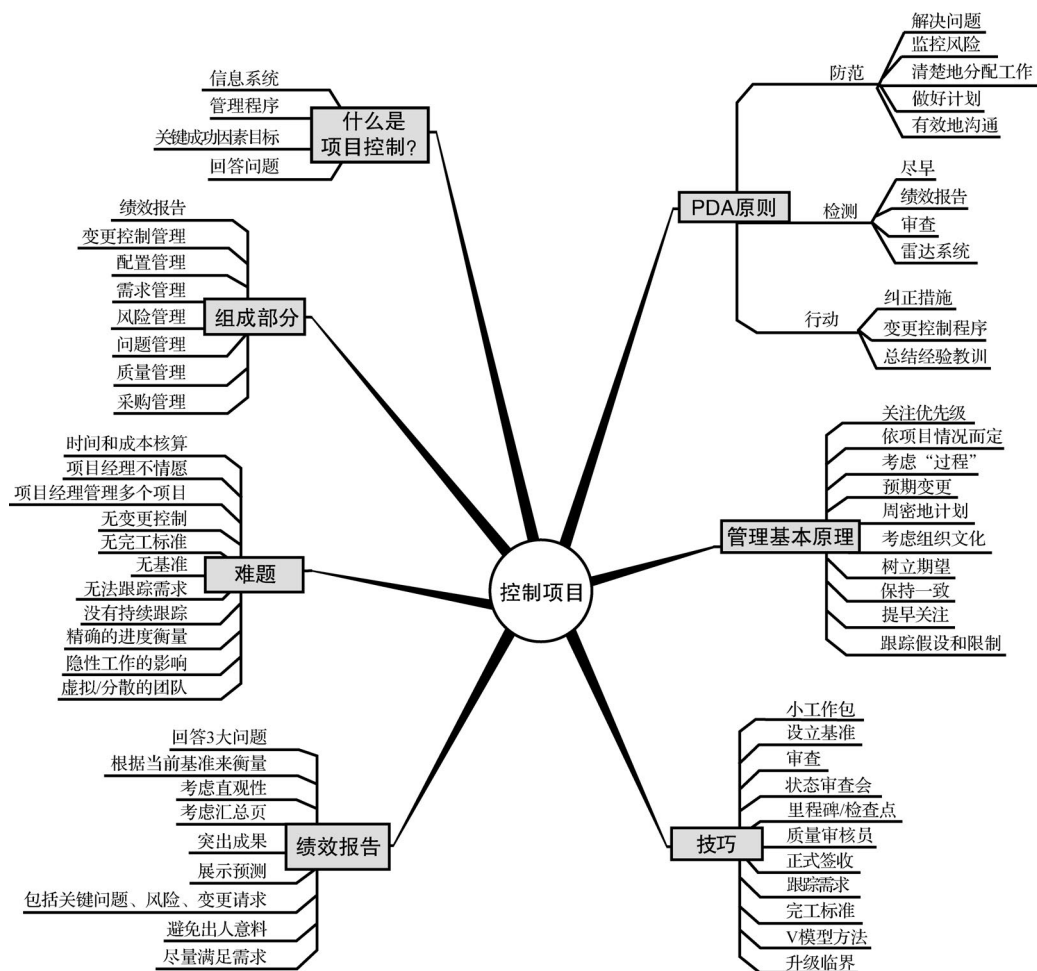 控制项目
什么是
项目控制？
信息系统
管理程序
关键成功因素目标
回答问题
组成部分
绩效报告
变更控制管理
配置管理
需求管理
风险管理
问题管理
质量管理
采购管理
难题
时间和成本核算
项目经理不情愿
项目经理管理多个项目
无变更控制
无完工标准
无基准
无法跟踪需求
没有持续跟踪
精确的进度衡量
隐性工作的影响
虚拟/分散的团队
绩效报告
回答3大问题
根据当前基准来衡量
考虑直观性
考虑汇总页
突出成果
展示预测
包括关键问题、风险、变更请求
避免出人意料
尽量满足需求
PDA原则
防范
解决问题
监控风险
清楚地分配工作
做好计划
有效地沟通
检测
尽早
绩效报告
审查
雷达系统
行动
纠正措施
变更控制程序
总结经验教训
管理基本原理
关注优先级
依项目情况而定
考虑“过程”
预期变更
周密地计划
考虑组织文化
树立期望
保持一致
提早关注
跟踪假设和限制
技巧
小工作包
设立基准
审查
状态审查会
里程碑/检查点
质量审核员
正式签收
跟踪需求
完工标准
V模型方法
升级临界